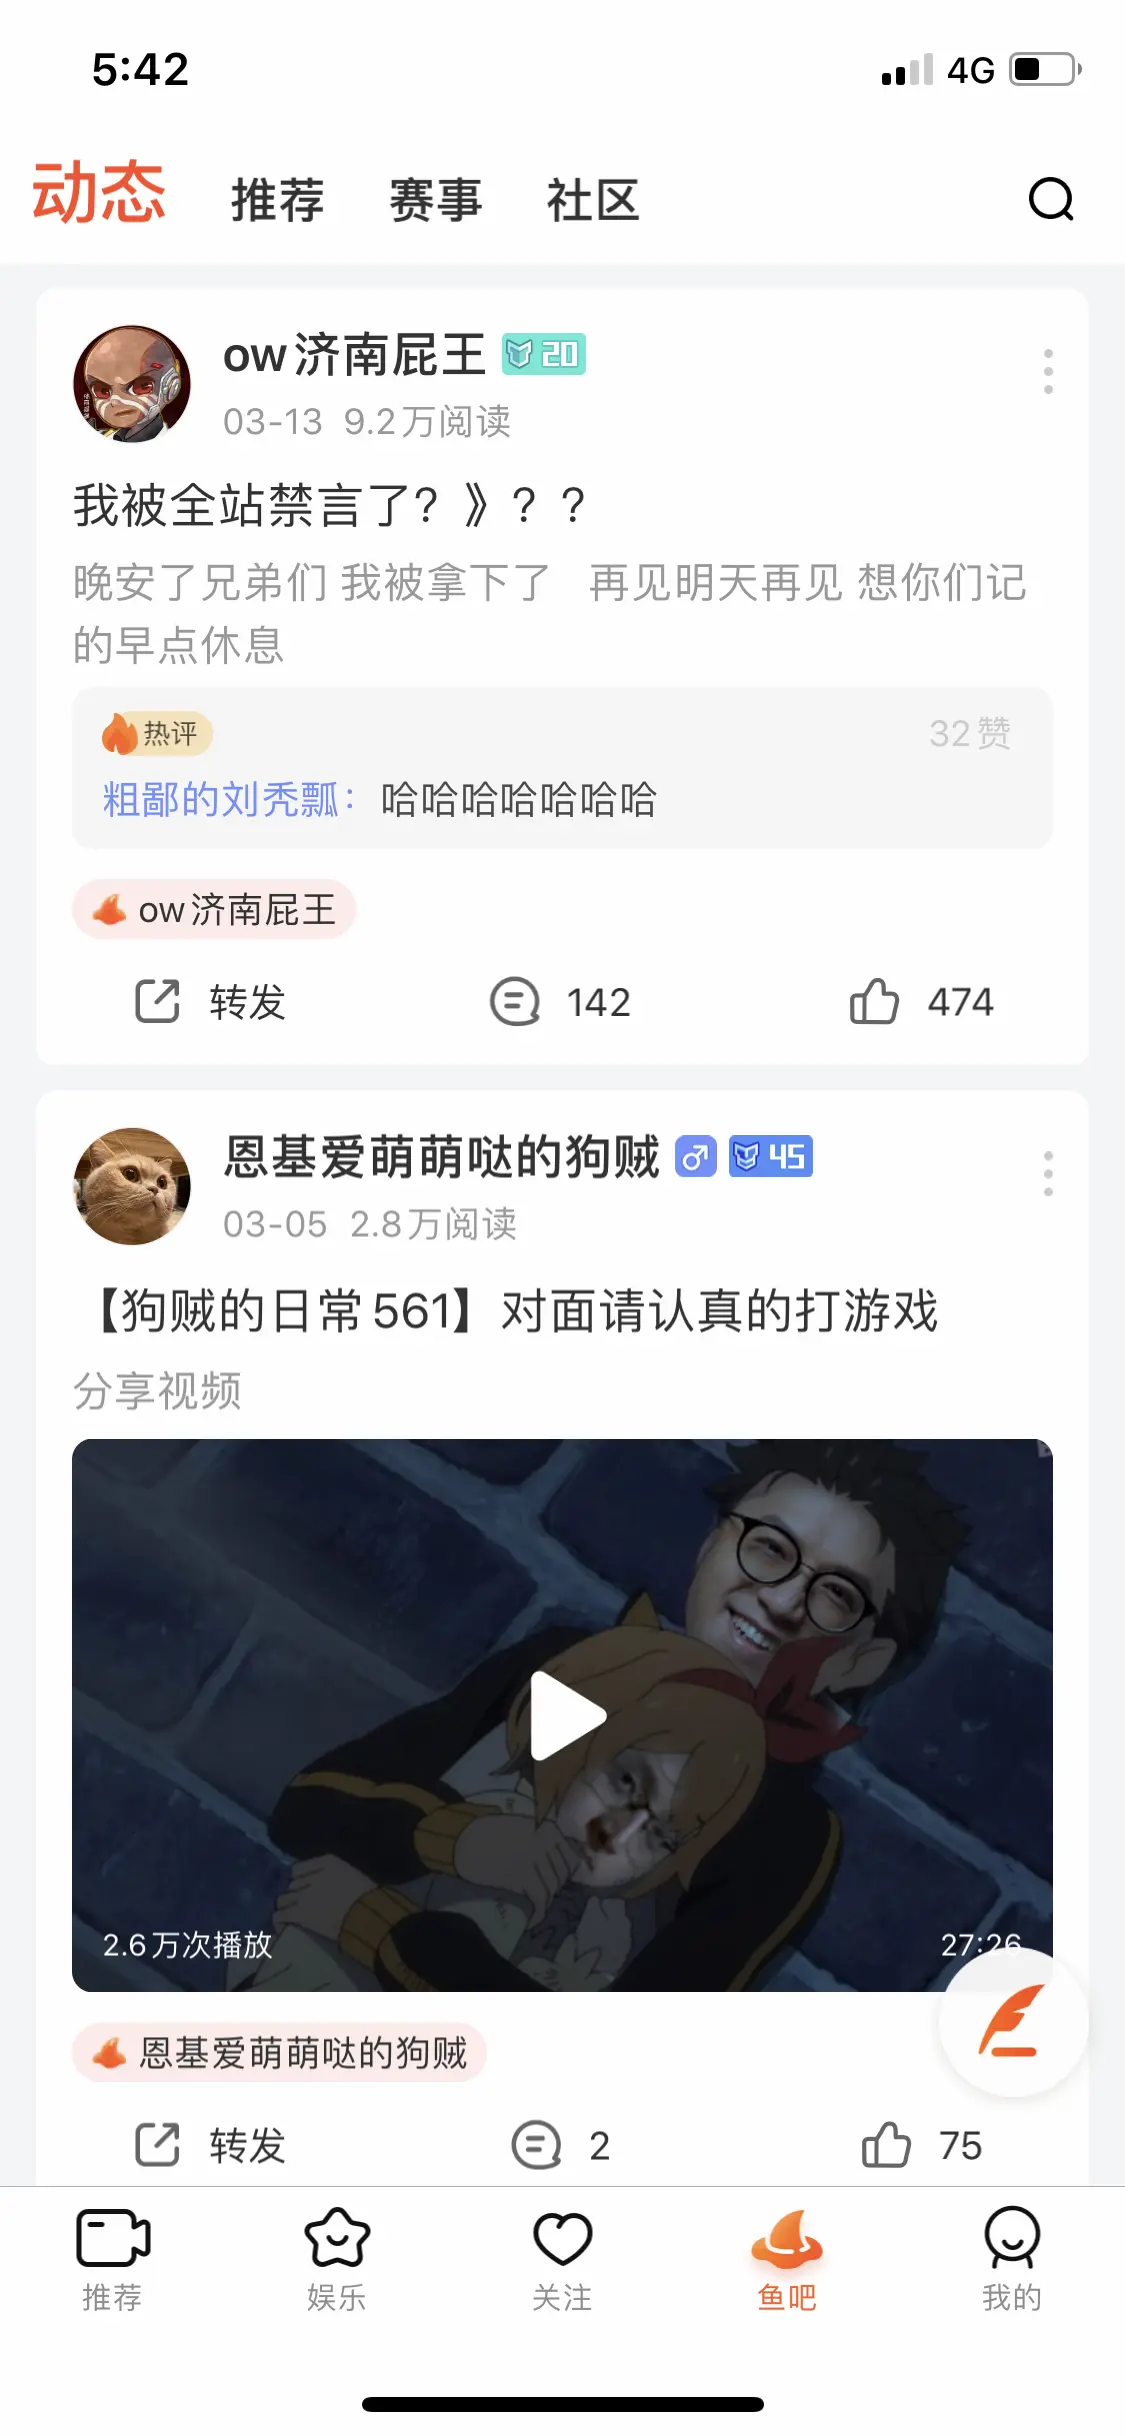 5:42
4G
动态
推荐
赛事
社区
ow济南屁王 20
03-13 9.2万阅读
我被全站禁言了？》？？
晚安了兄弟们 我被拿下了 再见明天再见 想你们记
的早点休息
热评
32赞
粗鄙的刘秃瓢：哈哈哈哈哈哈哈
ow济南屁王
转发
142
474
恩基爱萌萌哒的狗贼 45
03-05 2.8万阅读
【狗贼的日常561】对面请认真的打游戏
分享视频
2.6万次播放
27:26
恩基爱萌萌哒的狗贼
转发
2
75
推荐
娱乐
关注
鱼吧
我的